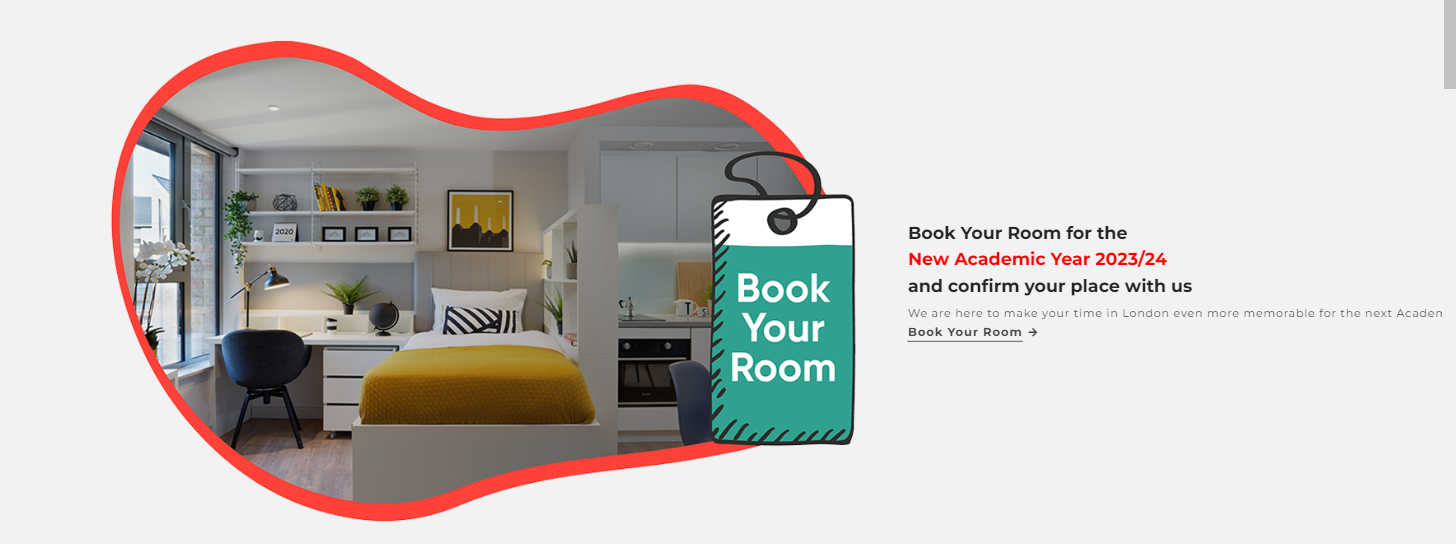 2020
Book
Your
Room
Book Your Room for the
New Academic Year 2023/24
and confirm your place with us
We are here to make your time in London even more memorable for the next Acaden
Book Your Room →